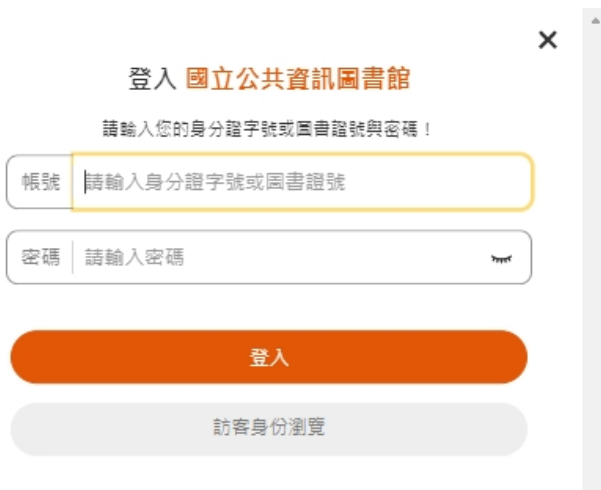 登入 國立公共資訊圖書館
請輸入您的身分證字號或圖書證號與密碼！
帳號 請輸入身分證字號或圖書證號
密碼 請輸入密碼
登入
訪客身份瀏覽